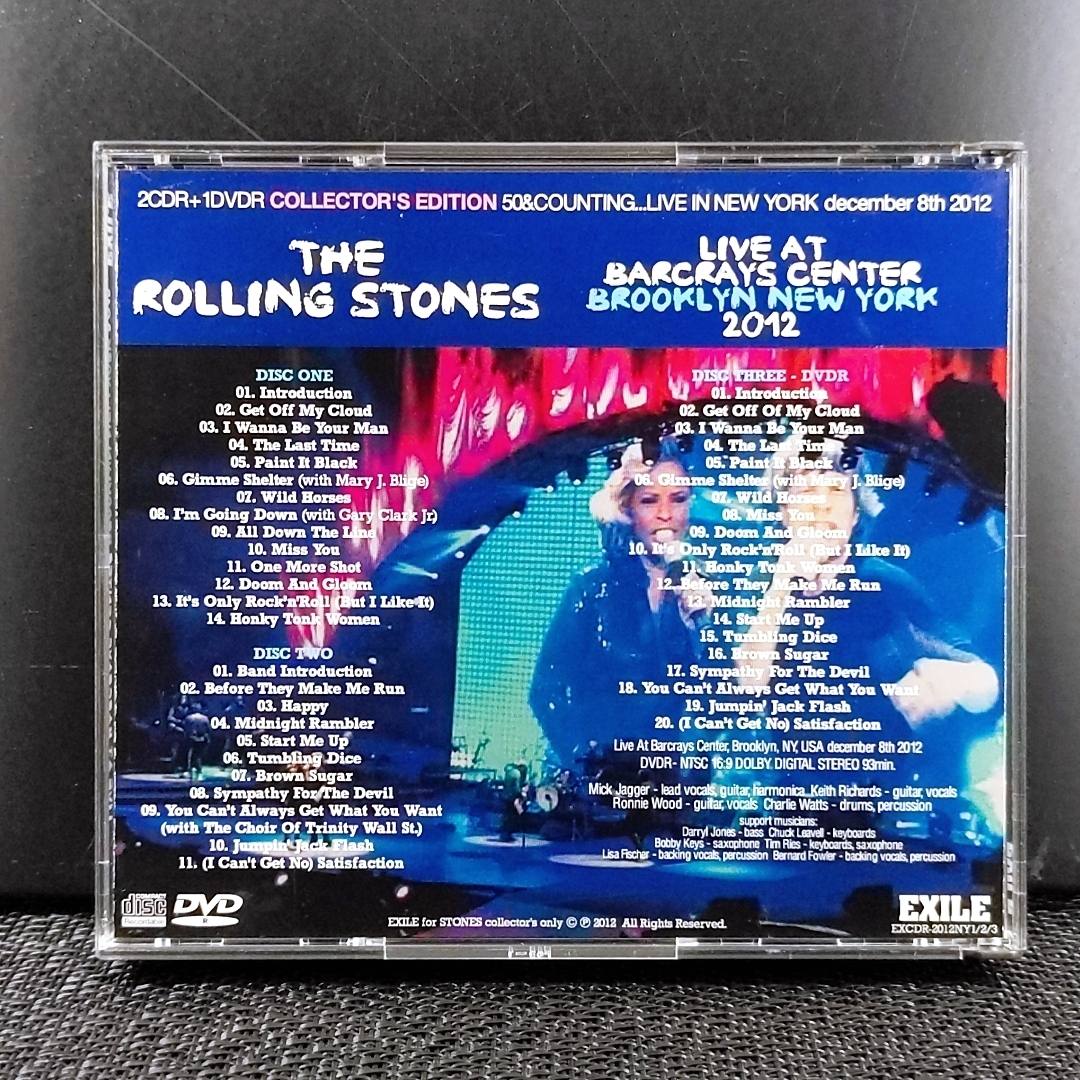 2CDR+1DVDR COLLECTOR'S EDITION 50&COUNTING...LIVE IN NEW YORK december 8th 2012
THE
ROLLING STONES
LIVE AT
BARCRAYS CENTER
BROOKLYN NEW YORK
2012
DISC ONE
01. Introduction
02. Get Off My Cloud
03. I Wanna Be Your Man
04. The Last Time
05. Paint It Black
06. Gimme Shelter (with Mary J. Blige)
07. Wild Horses
08. I'm Going Down (with Gary Clark Jr)
09. All Down The Line
10. Miss You
11. One More Shot
12. Doom And Gloom
13. It's Only Rock'n'Roll (But I Like It)
14. Honky Tonk Women
DISC TWO
01. Band Introduction
02. Before They Make Me Run
03. Happy
04. Midnight Rambler
05. Start Me Up
06. Tumbling Dice
07. Brown Sugar
08. Sympathy For The Devil
09. You Can't Always Get What You Want
(with The Choir Of Trinity Wall St.)
10. Jumpin' Jack Flash
11. (I Can't Get No) Satisfaction
DISC THREE - DVDR
01. Introduction
02. Get Off Of My Cloud
03. I Wanna Be Your Man
04. The Last Time
05. Paint It Black
06. Gimme Shelter (with Mary J. Blige)
07. Wild Horses
08. Miss You
09. Doom And Gloom
10. It's Only Rock'n'Roll (But I Like It)
11. Honky Tonk Women
12. Before They Make Me Run
13. Midnight Rambler
14. Start Me Up
15. Tumbling Dice
16. Brown Sugar
17. Sympathy For The Devil
18. You Can't Always Get What You Want
19. Jumpin' Jack Flash
20. (I Can't Get No) Satisfaction
Live At Barcrays Center, Brooklyn, NY, USA december 8th 2012
DVDR- NTSC 16:9 DOLBY DIGITAL STEREO 93min.
Mick Jagger - lead vocals, guitar, harmonica Keith Richards - guitar, vocals
Ronnie Wood - guitar, vocals Charlie Watts - drums, percussion
support musicians:
Darryl Jones - bass Chuck Leavell - keyboards
Bobby Keys - saxophone Tim Ries - keyboards, saxophone
Lisa Fischer - backing vocals, percussion Bernard Fowler - backing vocals, percussion
COMPACT
disc
Recordable
DVD
R
EXILE for STONES collector's only © ℗ 2012 All Rights Reserved.
EXILE
EXCDR-2012NY1/2/3